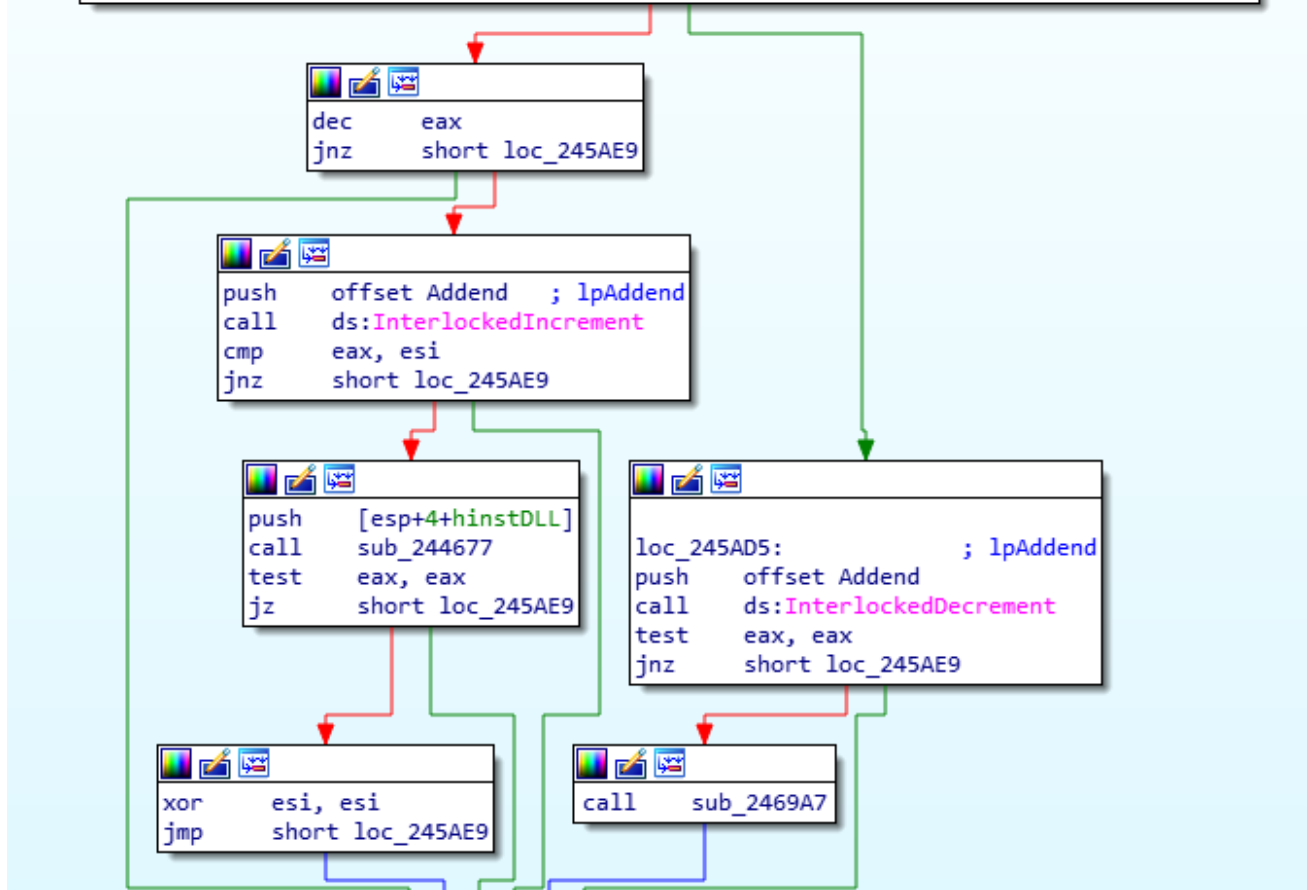 dec eax
jnz short loc_245AE9
push offset Addend ; lpAddend
call ds:InterlockedIncrement
cmp eax, esi
jnz short loc_245AE9
push [esp+4+hinstDLL]
call sub_244677
test eax, eax
jz short loc_245AE9
loc_245AD5: ; lpAddend
push offset Addend
call ds:InterlockedDecrement
test eax, eax
jnz short loc_245AE9
xor esi, esi
jmp short loc_245AE9
call sub_2469A7